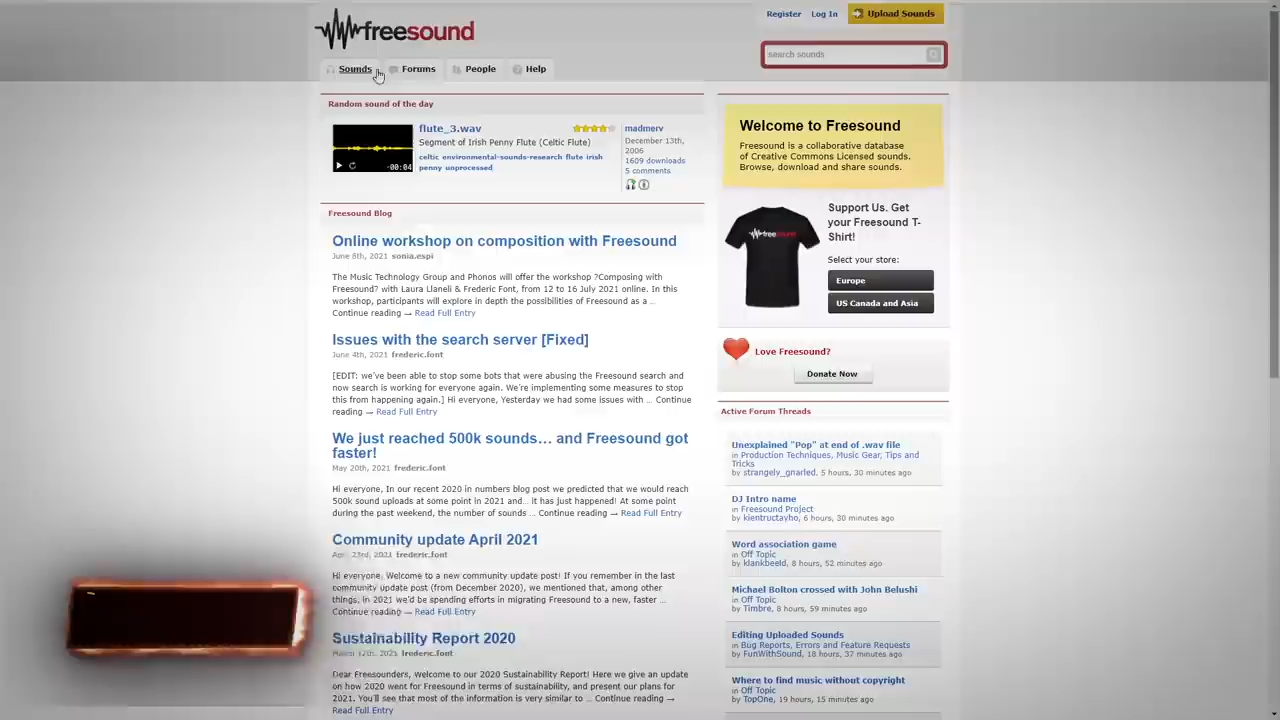 freesound
Register Log In Upload Sounds
search sounds
Sounds Forums People Help
Random sound of the day
flute_3.wav
Segment of Irish Penny Flute (Celtic Flute)
celtic environmental-sounds-research flute irish
penny unprocessed
-00:04
madmerv
December 13th,
2006
1609 downloads
5 comments
Freesound Blog
Online workshop on composition with Freesound
June 8th, 2021 sonia.espi
The Music Technology Group and Phonos will offer the workshop ?Composing with
Freesound? with Laura Llaneli & Frederic Font, from 12 to 16 July 2021 online. In this
workshop, participants will explore in depth the possibilities of Freesound as a ...
Continue reading → Read Full Entry
Issues with the search server [Fixed]
June 4th, 2021 frederic.font
[EDIT: we've been able to stop some bots that were abusing the Freesound search and
now search is working for everyone again. We're implementing some measures to stop
this from happening again.] Hi everyone, Yesterday we had some issues with ... Continue
reading → Read Full Entry
We just reached 500k sounds... and Freesound got
faster!
May 20th, 2021 frederic.font
Hi everyone, In our recent 2020 in numbers blog post we predicted that we would reach
500k sound uploads at some point in 2021 and... it has just happened! At some point
during the past weekend, the number of sounds ... Continue reading → Read Full Entry
Community update April 2021
April 23rd, 2021 frederic.font
Hi everyone, Welcome to a new community update post! If you remember in the last
community update post (from December 2020), we mentioned that, among other
things, in 2021 we'd be spending efforts in migrating Freesound to a new, faster ...
Continue reading → Read Full Entry
Sustainability Report 2020
March 17th, 2021 frederic.font
Dear Freesounders, Welcome to our 2020 Sustainability Report! Here we give an update
on how 2020 went for Freesound in terms of sustainability, and present our plans for
2021. You'll see that most of the information is very similar to ... Continue reading →
Read Full Entry
Welcome to Freesound
Freesound is a collaborative database
of Creative Commons Licensed sounds.
Browse, download and share sounds.
freesound
Support Us. Get
your Freesound T-
Shirt!
Select your store:
Europe
US Canada and Asia
Love Freesound?
Donate Now
Active Forum Threads
Unexplained "Pop" at end of .wav file
in Production Techniques, Music Gear, Tips and
Tricks
by strangely_gnarled, 5 hours, 30 minutes ago
DJ Intro name
in Freesound Project
by kientructayho, 6 hours, 30 minutes ago
Word association game
in Off Topic
by klankbeeld, 8 hours, 52 minutes ago
Michael Bolton crossed with John Belushi
in Off Topic
by Timbre, 8 hours, 59 minutes ago
Editing Uploaded Sounds
in Bug Reports, Errors and Feature Requests
by FunWithSound, 18 hours, 37 minutes ago
Where to find music without copyright
in Off Topic
by TopOne, 19 hours, 15 minutes ago